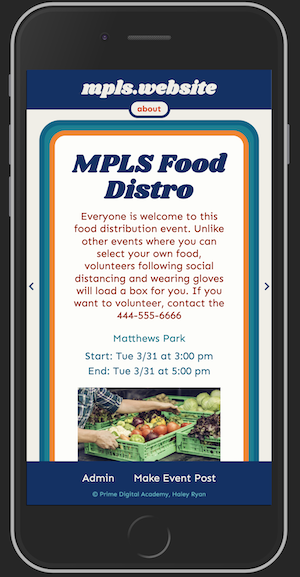 mpls.website
about
MPLS Food
Distro
Everyone is welcome to this
food distribution event. Unlike
other events where you can
select your own food,
volunteers following social
distancing and wearing gloves
will load a box for you. If you
want to volunteer, contact the
444-555-6666
Matthews Park
Start: Tue 3/31 at 3:00 pm
End: Tue 3/31 at 5:00 pm
Admin Make Event Post
© Prime Digital Academy, Haley Ryan